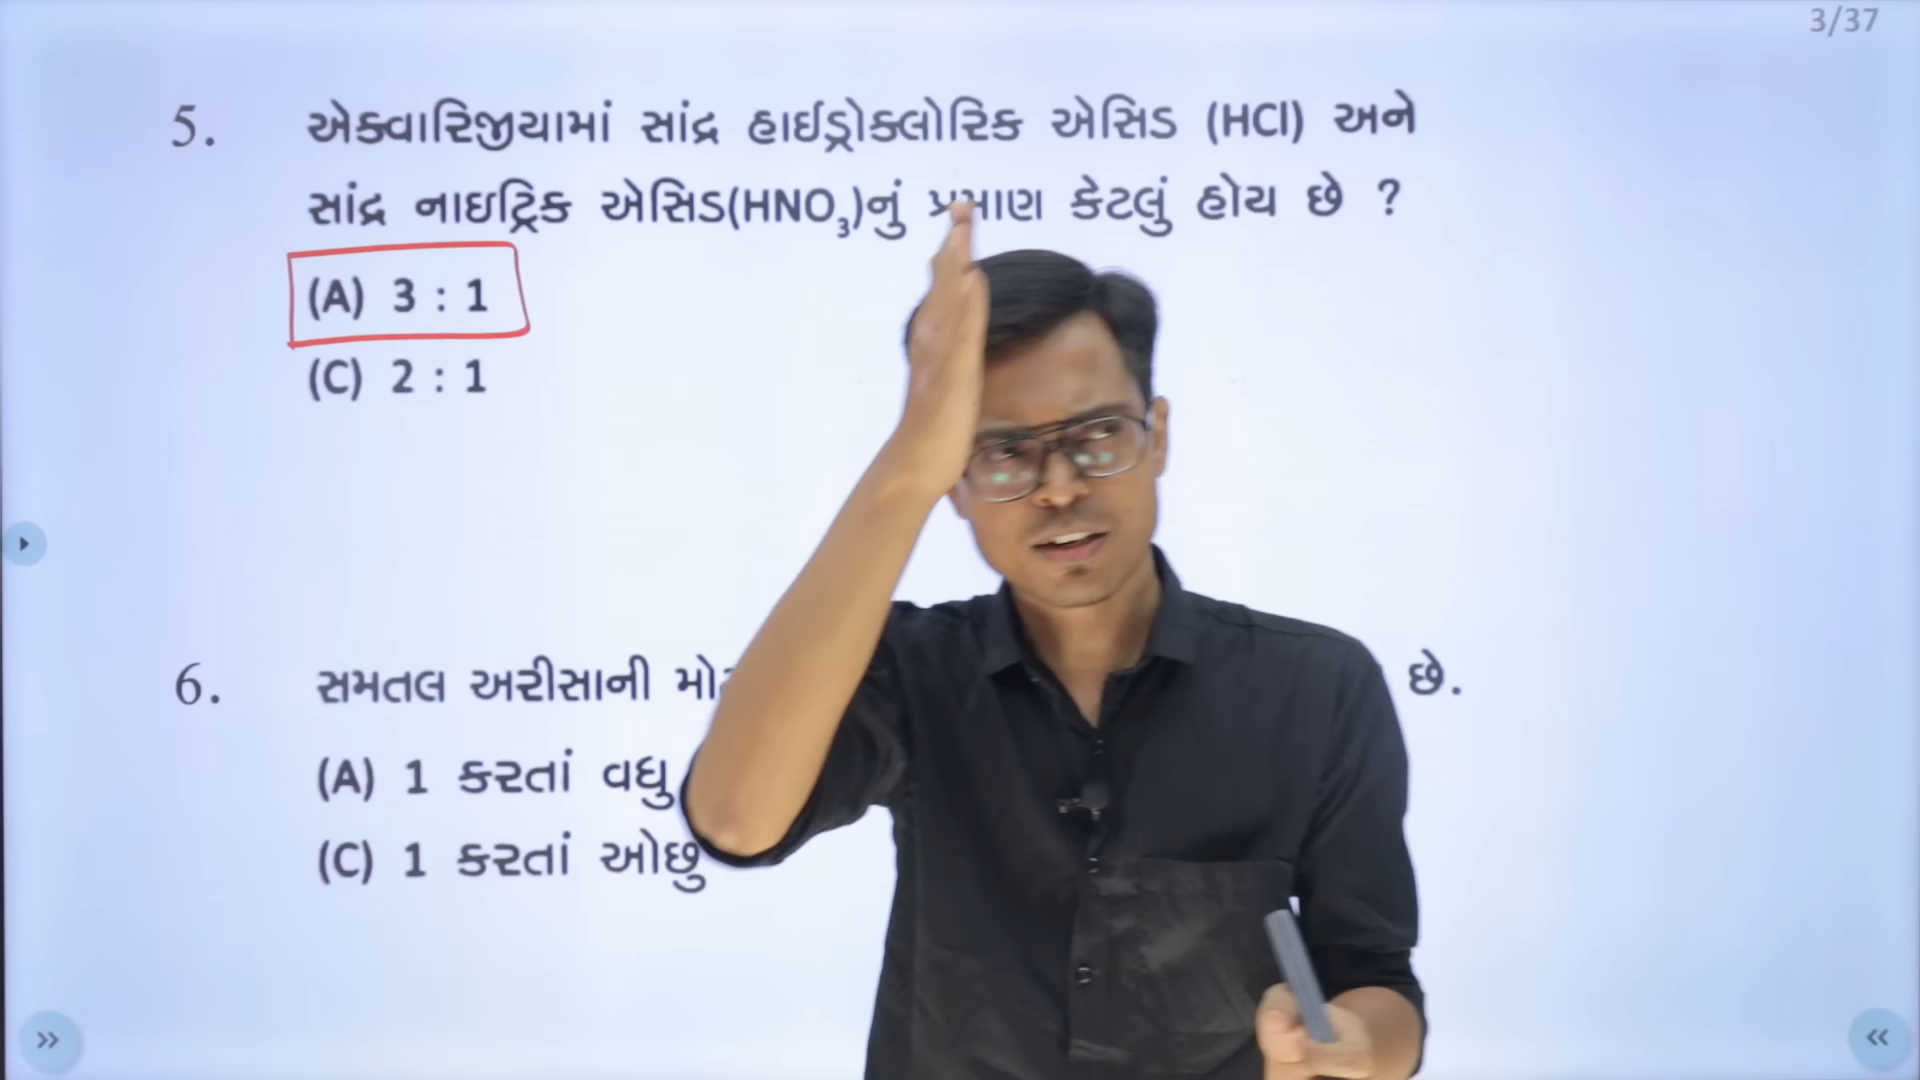 3/37
5. એક્વારિજીયામાં સાંદ્ર હાઈડ્રોક્લોરિક એસિડ (HCl) અને
સાંદ્ર નાઇટ્રિક એસિડ(HNO₃)નું પ્રમાણ કેટલું હોય છે ?
(A) 3 : 1
(C) 2 : 1
6. સમતલ અરીસાની છે.
(A) 1 કરતાં વધુ
(C) 1 કરતાં ઓછુ